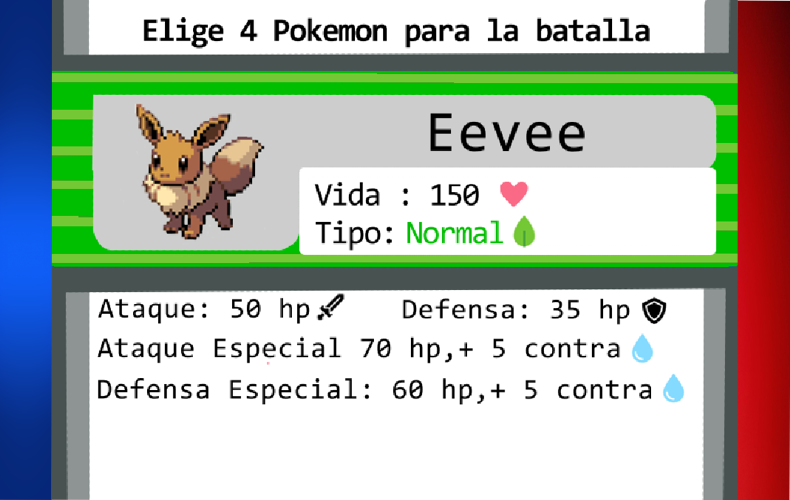 Elige 4 Pokemon para la batalla
Eevee
Vida : 150
Tipo: Normal
Ataque: 50 hp Defensa: 35 hp
Ataque Especial 70 hp,+ 5 contra
Defensa Especial: 60 hp,+ 5 contra